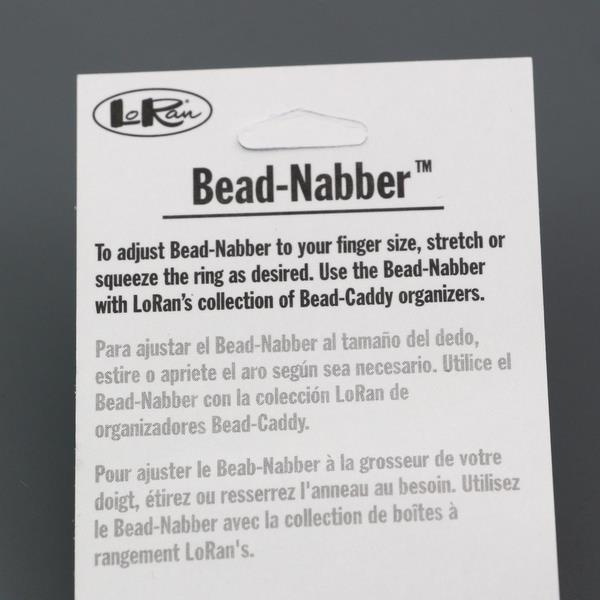 LoRan
Bead-Nabber™
To adjust Bead-Nabber to your finger size, stretch or
squeeze the ring as desired. Use the Bead-Nabber
with LoRan's collection of Bead-Caddy organizers.
Para ajustar el Bead-Nabber al tamaño del dedo,
estire o apriete el aro según sea necesario. Utilice el
Bead-Nabber con la colección LoRan de
organizadores Bead-Caddy.
Pour ajuster le Beab-Nabber à la grosseur de votre
doigt, étirez ou resserrez l'anneau au besoin. Utilisez
le Bead-Nabber avec la collection de boîtes à
rangement LoRan's.